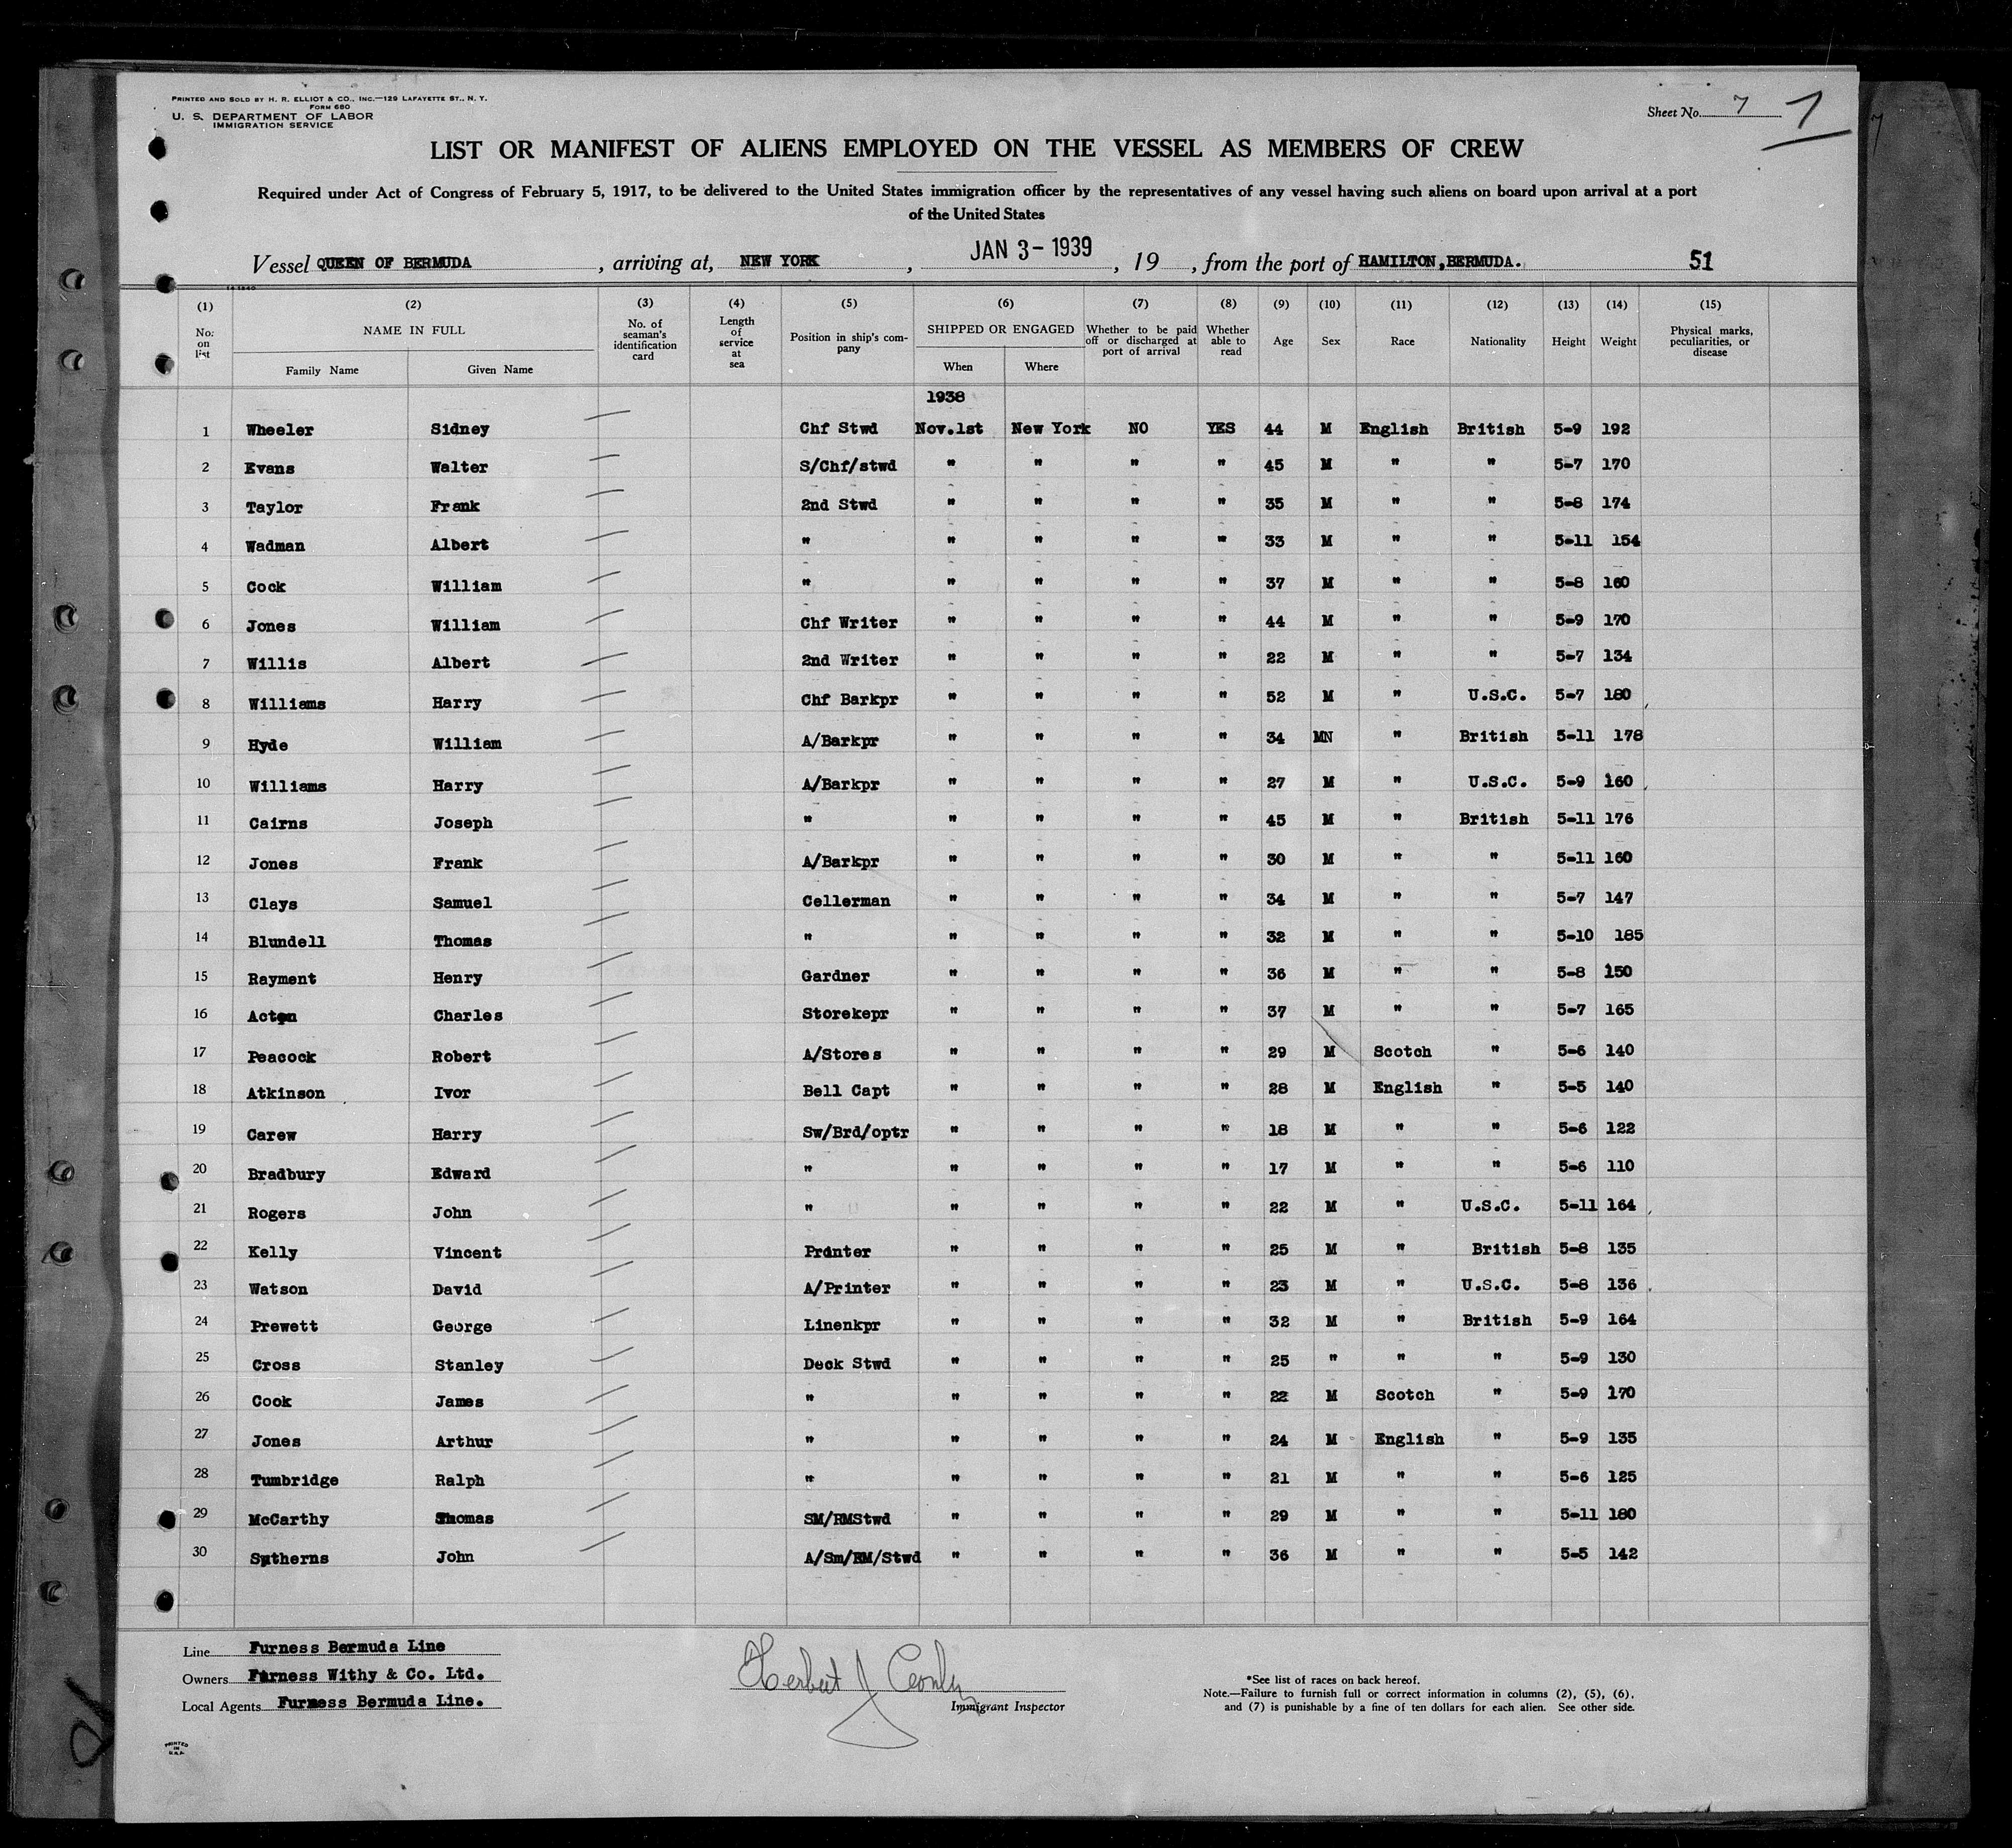 PRINTED AND SOLD BY H. R. ELLIOT & CO., INC.—129 LAFAYETTE ST., N. Y.
FORM 680
U. S. DEPARTMENT OF LABOR
IMMIGRATION SERVICE
Sheet No. 7 7
LIST OR MANIFEST OF ALIENS EMPLOYED ON THE VESSEL AS MEMBERS OF CREW
Required under Act of Congress of February 5, 1917, to be delivered to the United States immigration officer by the representatives of any vessel having such aliens on board upon arrival at a port
of the United States
Vessel QUEEN OF BERMUDA, arriving at, NEW YORK, JAN 3 - 1939, 19 , from the port of HAMILTON,BERMUDA. 51
(1) (2) (3) (4) (5) (6) (7) (8) (9) (10) (11) (12) (13) (14) (15)
No. on list NAME IN FULL Family Name Given Name No. of seaman's identification card Length of service at sea Position in ship's company SHIPPED OR ENGAGED When Where Whether to be paid off or discharged at port of arrival Whether able to read Age Sex Race Nationality Height Weight Physical marks, peculiarities, or disease
1938
1 Wheeler Sidney Chf Stwd Nov.1st New York NO YES 44 M English British 5-9 192
2 Evans Walter S/Chf/stwd " " " " 45 M " " 5-7 170
3 Taylor Frank 2nd Stwd " " " " 35 M " " 5-8 174
4 Wadman Albert " " " " " 33 M " " 5-11 154
5 Cock William " " " " " 37 M " " 5-8 160
6 Jones William Chf Writer " " " " 44 M " " 5-9 170
7 Willis Albert 2nd Writer " " " " 22 M " " 5-7 134
8 Williams Harry Chf Barkpr " " " " 52 M " U.S.C. 5-7 180
9 Hyde William A/Barkpr " " " " 34 MN " British 5-11 178
10 Williams Harry A/Barkpr " " " " 27 M " U.S.C. 5-9 160
11 Cairns Joseph " " " " " 45 M " British 5-11 176
12 Jones Frank A/Barkpr " " " " 30 M " " 5-11 160
13 Clays Samuel Cellerman " " " " 34 M " " 5-7 147
14 Blundell Thomas " " " " " 32 M " " 5-10 185
15 Rayment Henry Gardner " " " " 36 M " " 5-8 150
16 Acton Charles Storekepr " " " " 37 M " " 5-7 165
17 Peacock Robert A/Stores " " " " 29 M Scotch " 5-6 140
18 Atkinson Ivor Bell Capt " " " " 28 M English " 5-5 140
19 Carew Harry Sw/Brd/optr " " " " 18 M " " 5-6 122
20 Bradbury Edward " " " " " 17 M " " 5-6 110
21 Rogers John " " " " " 22 M " U.S.C. 5-11 164
22 Kelly Vincent Printer " " " " 25 M " British 5-8 135
23 Watson David A/Printer " " " " 23 M " U.S.C. 5-8 136
24 Prewett George Linenkpr " " " " 32 M " British 5-9 164
25 Cross Stanley Deck Stwd " " " " 25 " " " 5-9 130
26 Cook James " " " " " 22 M Scotch " 5-9 170
27 Jones Arthur " " " " " 24 M English " 5-9 135
28 Tumbridge Ralph " " " " " 21 M " " 5-6 125
29 McCarthy Thomas SM/RMStwd " " " " 29 M " " 5-11 180
30 Sutherns John A/Sm/RM/Stwd " " " " 36 M " " 5-5 142
Line Furness Bermuda Line
Owners Furness Withy & Co. Ltd.
Local Agents Furness Bermuda Line.
Herbert J
Immigrant Inspector
*See list of races on back hereof.
Note.—Failure to furnish full or correct information in columns (2), (5), (6),
and (7) is punishable by a fine of ten dollars for each alien. See other side.
PRINTED
IN
U.S.A.